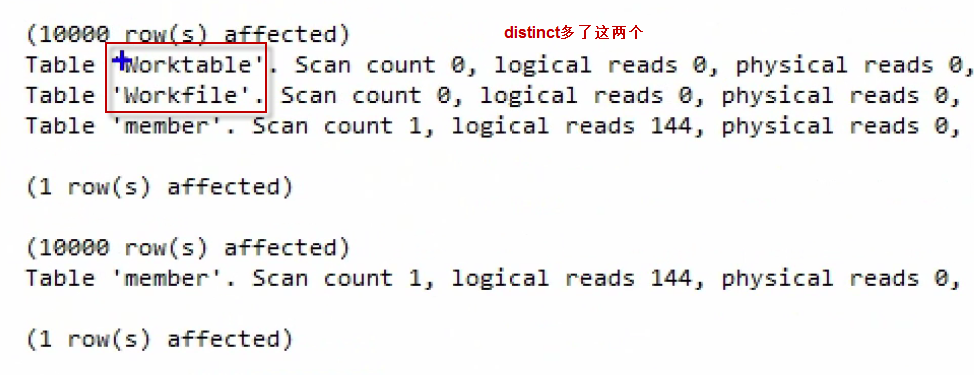 (10000 row(s) affected)
distinct多了这两个
Table 'Worktable'. Scan count 0, logical reads 0, physical reads 0,
Table 'Workfile'. Scan count 0, logical reads 0, physical reads 0,
Table 'member'. Scan count 1, logical reads 144, physical reads 0,
(1 row(s) affected)
(10000 row(s) affected)
Table 'member'. Scan count 1, logical reads 144, physical reads 0,
(1 row(s) affected)